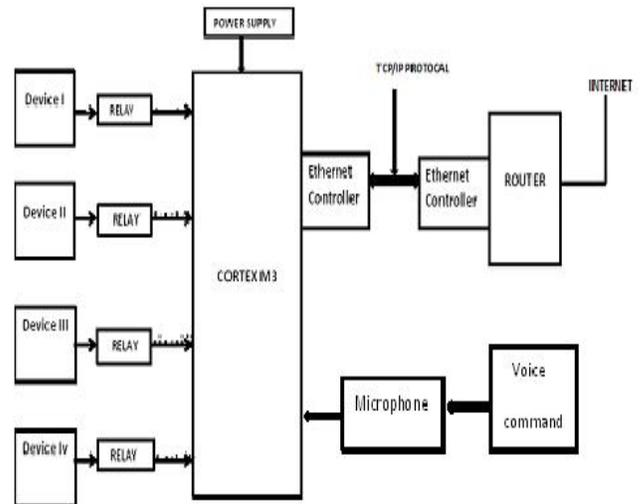 POWER SUPPLY
TCP/IP PROTOCAL
INTERNET
Device I
RELAY
Ethernet
Controller
Ethernet
Controller
ROUTER
Device II
RELAY
CORTEXIM3
Device III
RELAY
Microphone
Voice
command
Device Iv
RELAY